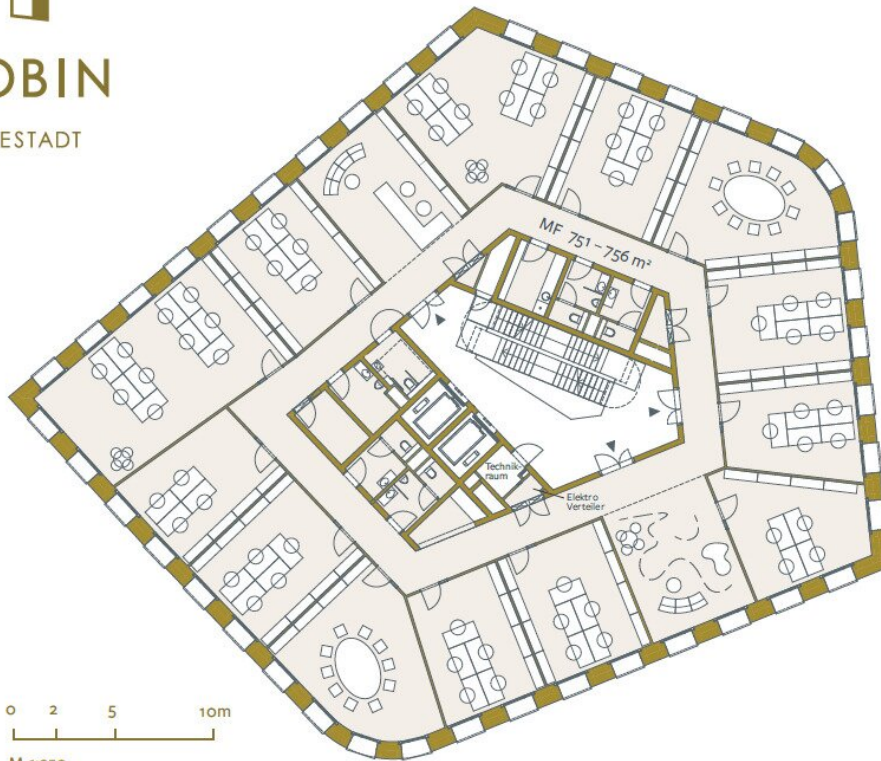 OBIN
ESTADT
MF 751 – 756 m²
Technik-
raum
Elektro
Verteiler
0 2 5 10m